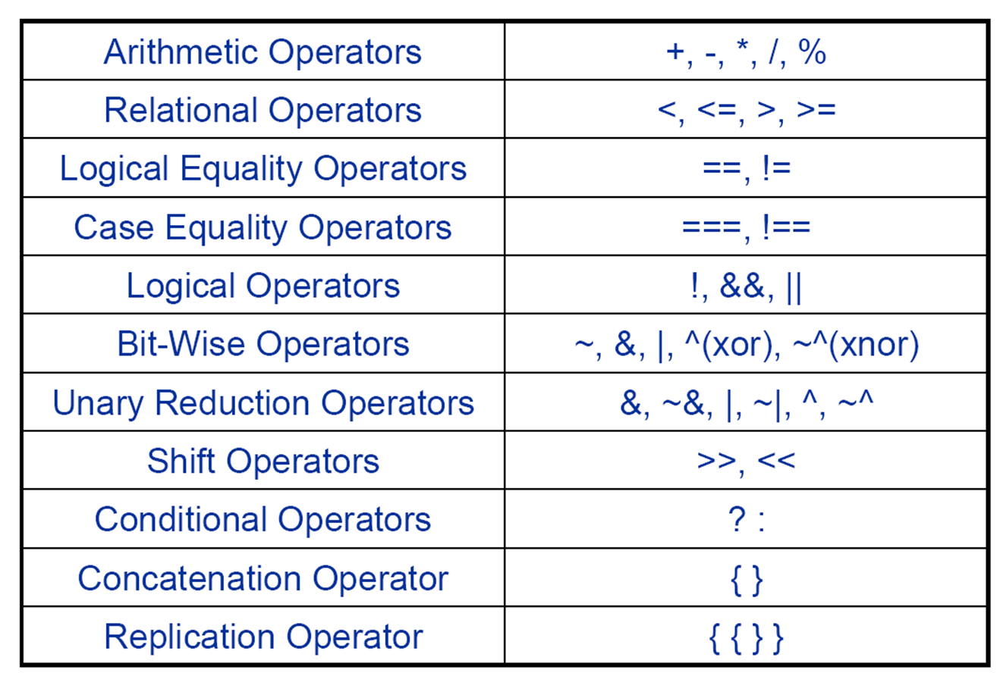 Arithmetic Operators +, -, *, /, %
Relational Operators <, <=, >, >=
Logical Equality Operators ==, !=
Case Equality Operators ===, !==
Logical Operators !, &&, ||
Bit-Wise Operators ~, &, |, ^(xor), ~^(xnor)
Unary Reduction Operators &, ~&, |, ~|, ^, ~^
Shift Operators >>, <<
Conditional Operators ? :
Concatenation Operator { }
Replication Operator { { } }